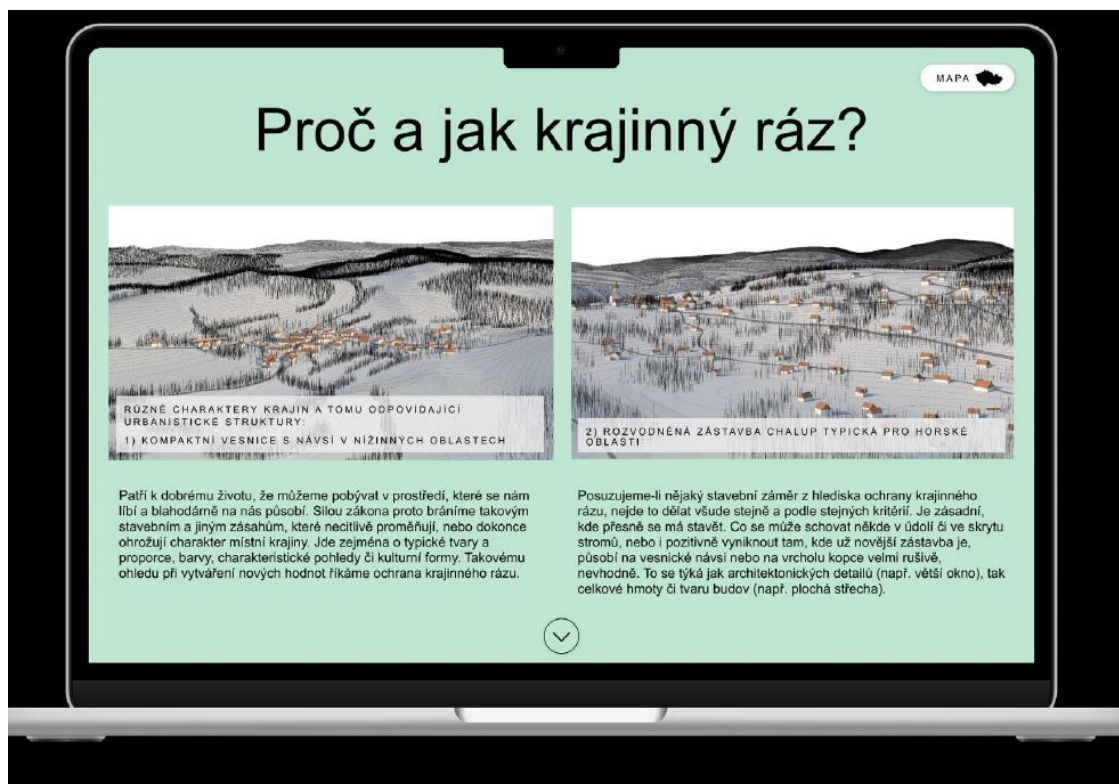 MAPA
Proč a jak krajinný ráz?
RŮZNÉ CHARAKTERY KRAJIN A TOMU ODPOVÍDAJÍCÍ
URBANISTICKÉ STRUKTURY:
1) KOMPAKTNÍ VESNICE S NÁVSÍ V NÍŽINNÝCH OBLASTECH
2) ROZVODNĚNÁ ZÁSTAVBA CHALUP TYPICKÁ PRO HORSKÉ
OBLASTI
Patří k dobrému životu, že můžeme pobývat v prostředí, které se nám
líbí a blahodárně na nás působí. Silou zákona proto bráníme takovým
stavebním a jiným zásahům, které necitlivě proměňují, nebo dokonce
ohrožují charakter místní krajiny. Jde zejména o typické tvary a
proporce, barvy, charakteristické pohledy či kulturní formy. Takovému
ohledu při vytváření nových hodnot říkáme ochrana krajinného rázu.
Posuzujeme-li nějaký stavební záměr z hlediska ochrany krajinného
rázu, nejde to dělat všude stejně a podle stejných kritérií. Je zásadní,
kde přesně se má stavět. Co se může schovat někde v údolí či ve skrytu
stromů, nebo i pozitivně vyniknout tam, kde už novější zástavba je,
působí na vesnické návsi nebo na vrcholu kopce velmi rušivě,
nevhodně. To se týká jak architektonických detailů (např. větší okno), tak
celkové hmoty či tvaru budov (např. plochá střecha).